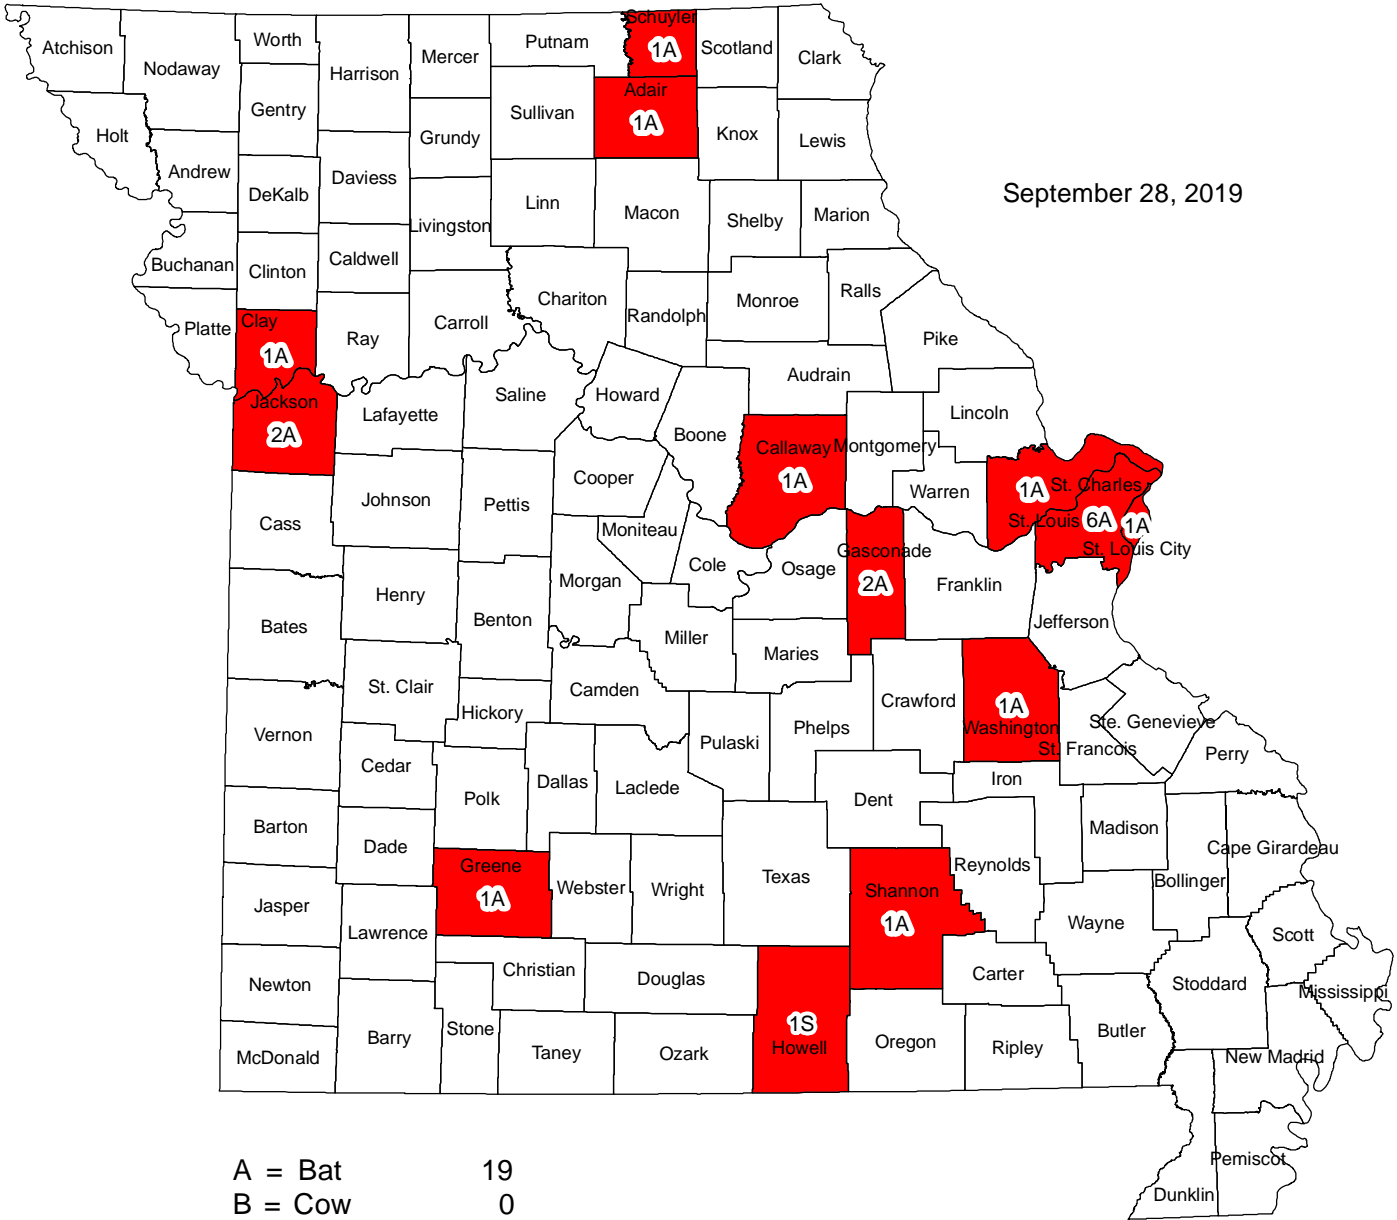 Schuyler
Atchison
Worth
Putnam
1A
Scotland
Mercer
Clark
Nodaway
Harrison
Adair
Gentry
Sullivan
1A
Holt
Grundy
Knox
Lewis
Andrew
Daviess
DeKalb
September 28, 2019
Linn
Macon
Shelby
Marion
Livingston
Buchanan
Clinton
Caldwell
Chariton
Monroe
Ralls
Randolph
Platte
Clay
Ray
Carroll
Pike
1A
Audrain
Jackson
Lafayette
Saline
Howard
Lincoln
2A
Boone
Callaway
Montgomery
Cooper
1A
Johnson
Pettis
Warren
1A
St. Charles
Cass
Moniteau
St. Louis
6A
1A
St. Louis City
Gasconade
Cole
Osage
Morgan
2A
Franklin
Henry
Benton
Bates
Miller
Jefferson
Maries
St. Clair
Camden
Crawford
1A
Hickory
Ste. Genevieve
Vernon
Pulaski
Phelps
Washington
St. Francois
Perry
Cedar
Dallas
Laclede
Iron
Polk
Dent
Barton
Madison
Dade
Cape Girardeau
Greene
Reynolds
Webster
Wright
Texas
Shannon
Bollinger
1A
Jasper
Lawrence
1A
Wayne
Scott
Christian
Douglas
Carter
Newton
Stoddard
Mississippi
1S
Stone
Barry
Howell
Oregon
Ripley
Butler
McDonald
Taney
Ozark
New Madrid
Pemiscot
A = Bat 19
Dunklin
B = Cow 0